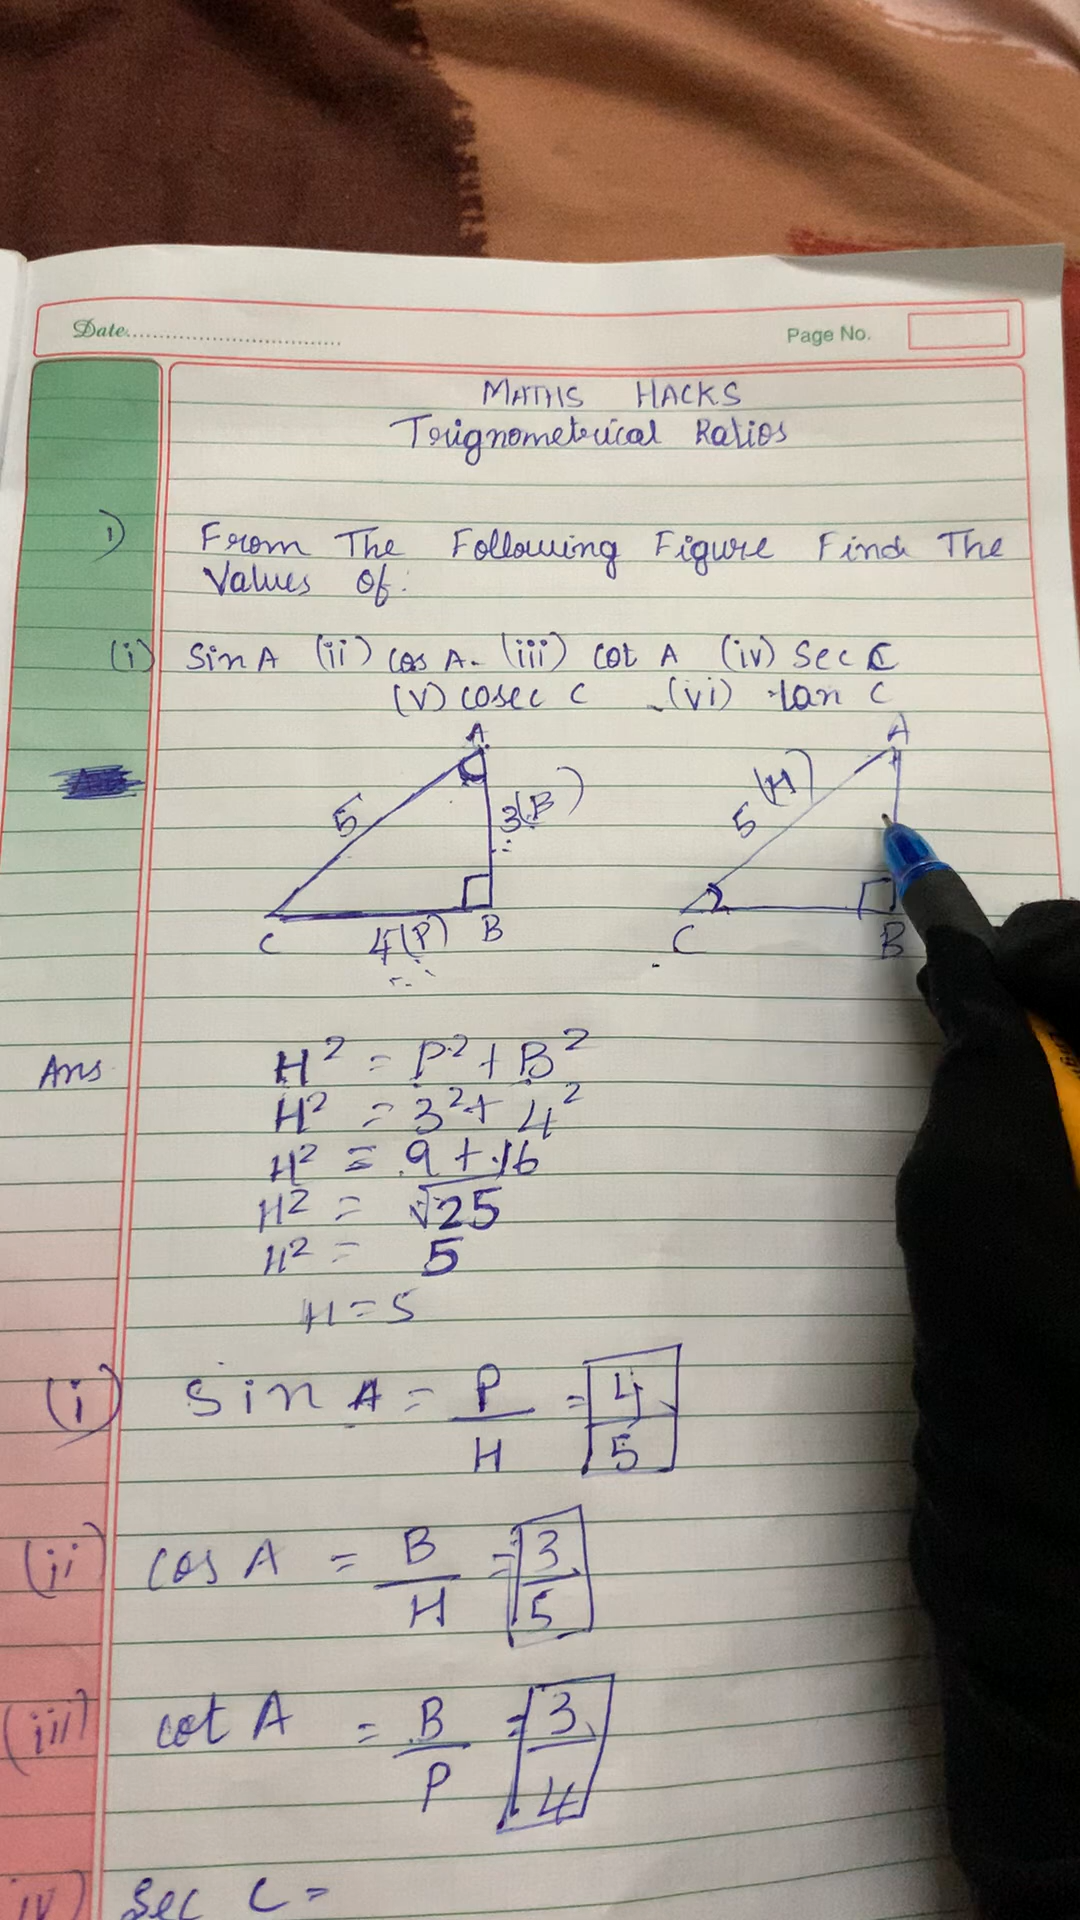 Date
Page No.
MATHS HACKS
Trignometrical Ratios
1) From The Following Figure Find The
Values Of:
(i) Sin A (ii) cos A. (iii) cot A (iv) Sec C
(v) cosec C (vi) tan C
A
5
3(B)
C
4(P)
B
A
5 (H)
C
B
Ans
H² = P² + B²
H² = 3² + 4²
H² = 9 + 16
H² = √25
H² = 5
H = 5
(i) Sin A = P/H = 4/5
(ii) cos A = B/H = 3/5
(iii) cot A = B/P = 3/4
iv) Sec C =